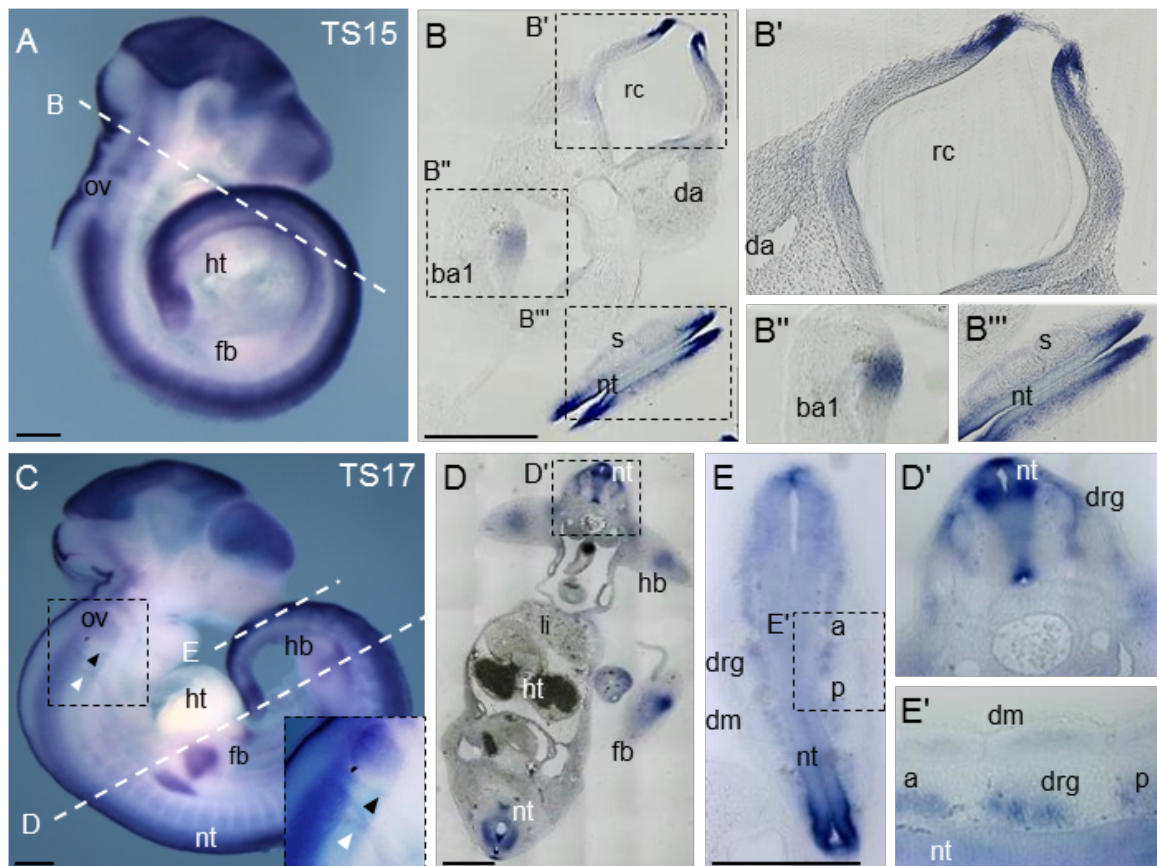 A TS15
B
ov
ht
fb
B
B'
rc
B''
da
ba1
B'''
s
nt
B'
rc
da
B''
ba1
B'''
s
nt
C TS17
ov
E
hb
ht
fb
D
nt
D
D'
nt
hb
li
ht
fb
nt
E
E'
a
drg
p
dm
nt
D'
nt
drg
E'
dm
a
drg
p
nt